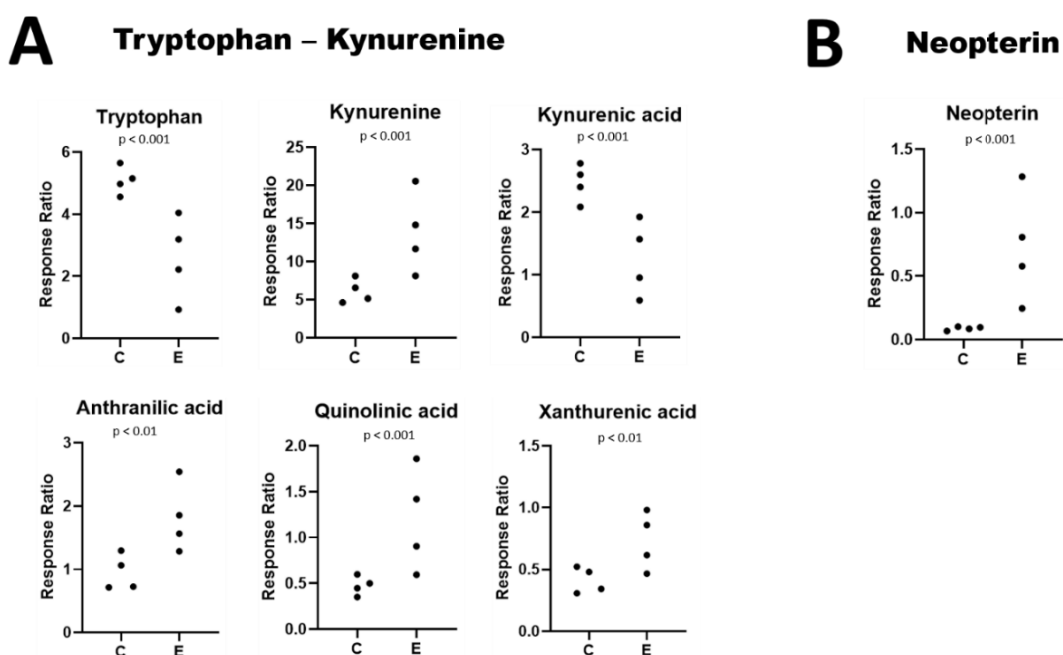 A Tryptophan – Kynurenine
B Neopterin
Tryptophan
p < 0.001
Response Ratio
6
4
2
0
C E
Kynurenine
p < 0.001
Response Ratio
25
20
15
10
5
0
C E
Kynurenic acid
p < 0.001
Response Ratio
3
2
1
0
C E
Neopterin
p < 0.001
Response Ratio
1.5
1.0
0.5
0.0
C E
Anthranilic acid
p < 0.01
Response Ratio
3
2
1
0
C E
Quinolinic acid
p < 0.001
Response Ratio
2.0
1.5
1.0
0.5
0.0
C E
Xanthurenic acid
p < 0.01
Response Ratio
1.5
1.0
0.5
0.0
C E